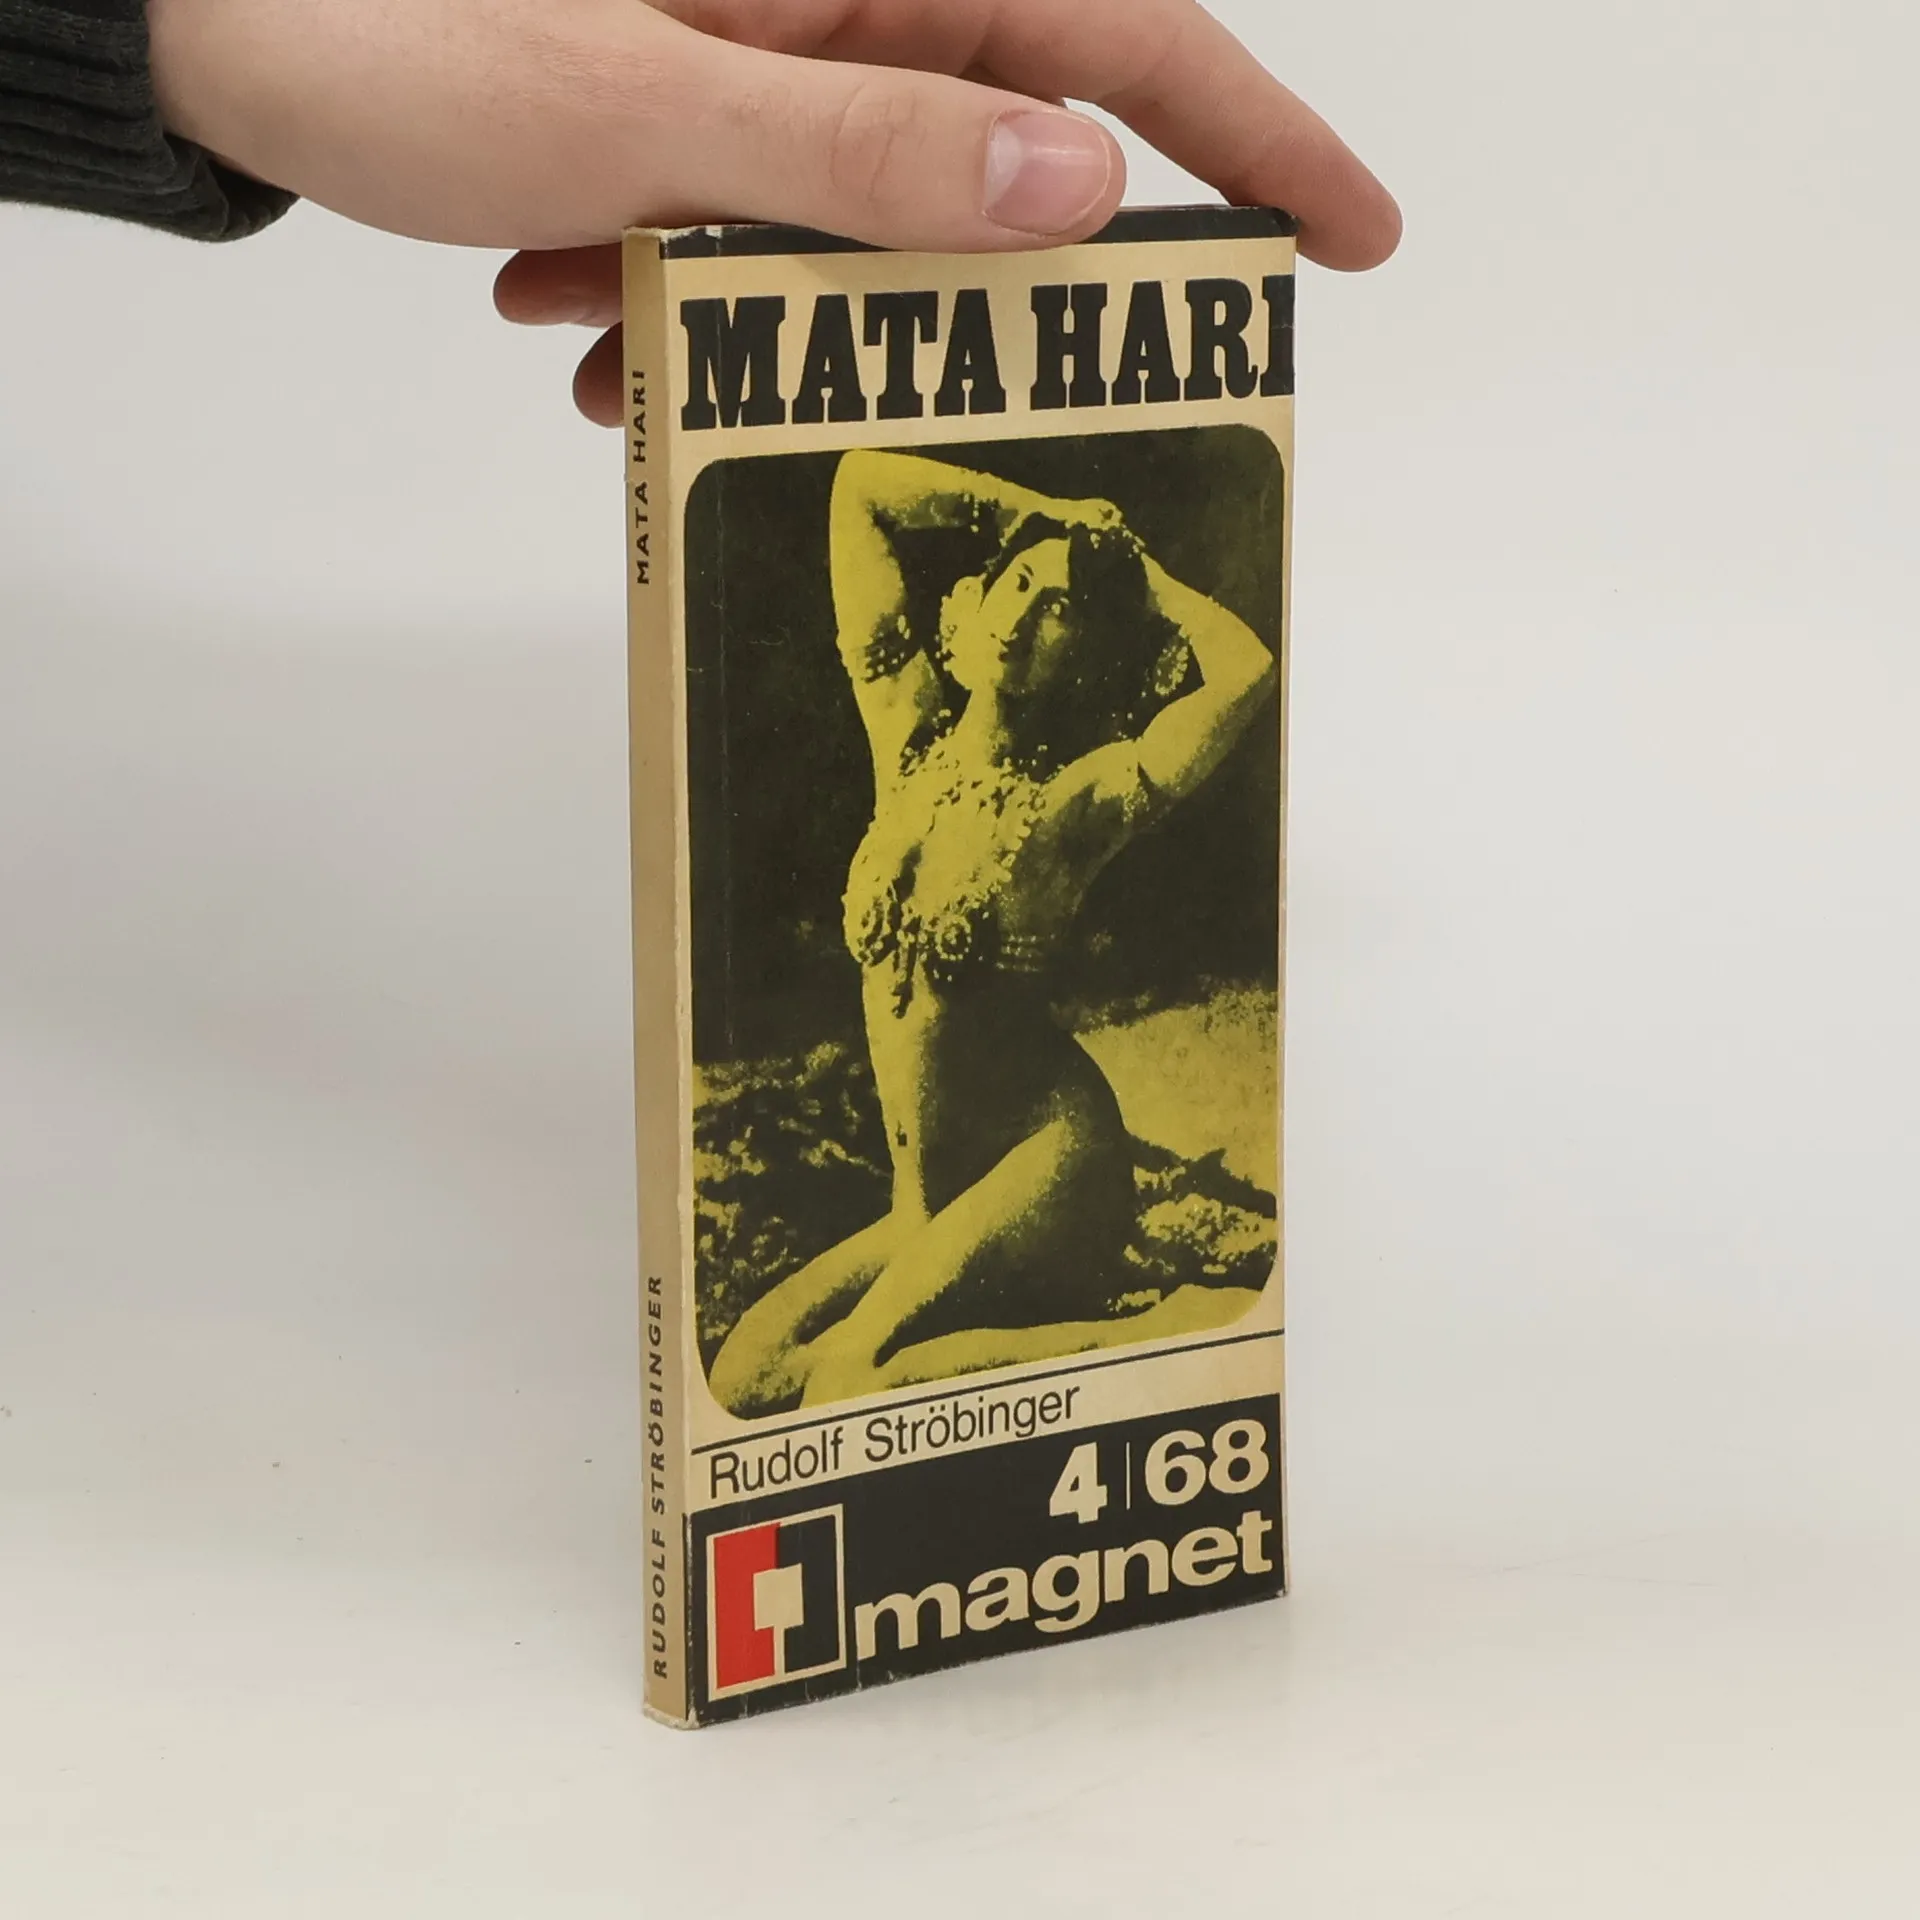 MATA HARI
Rudolf Ströbinger
4|68
magnet
MATA HARI
RUDOLF STRÖBINGER